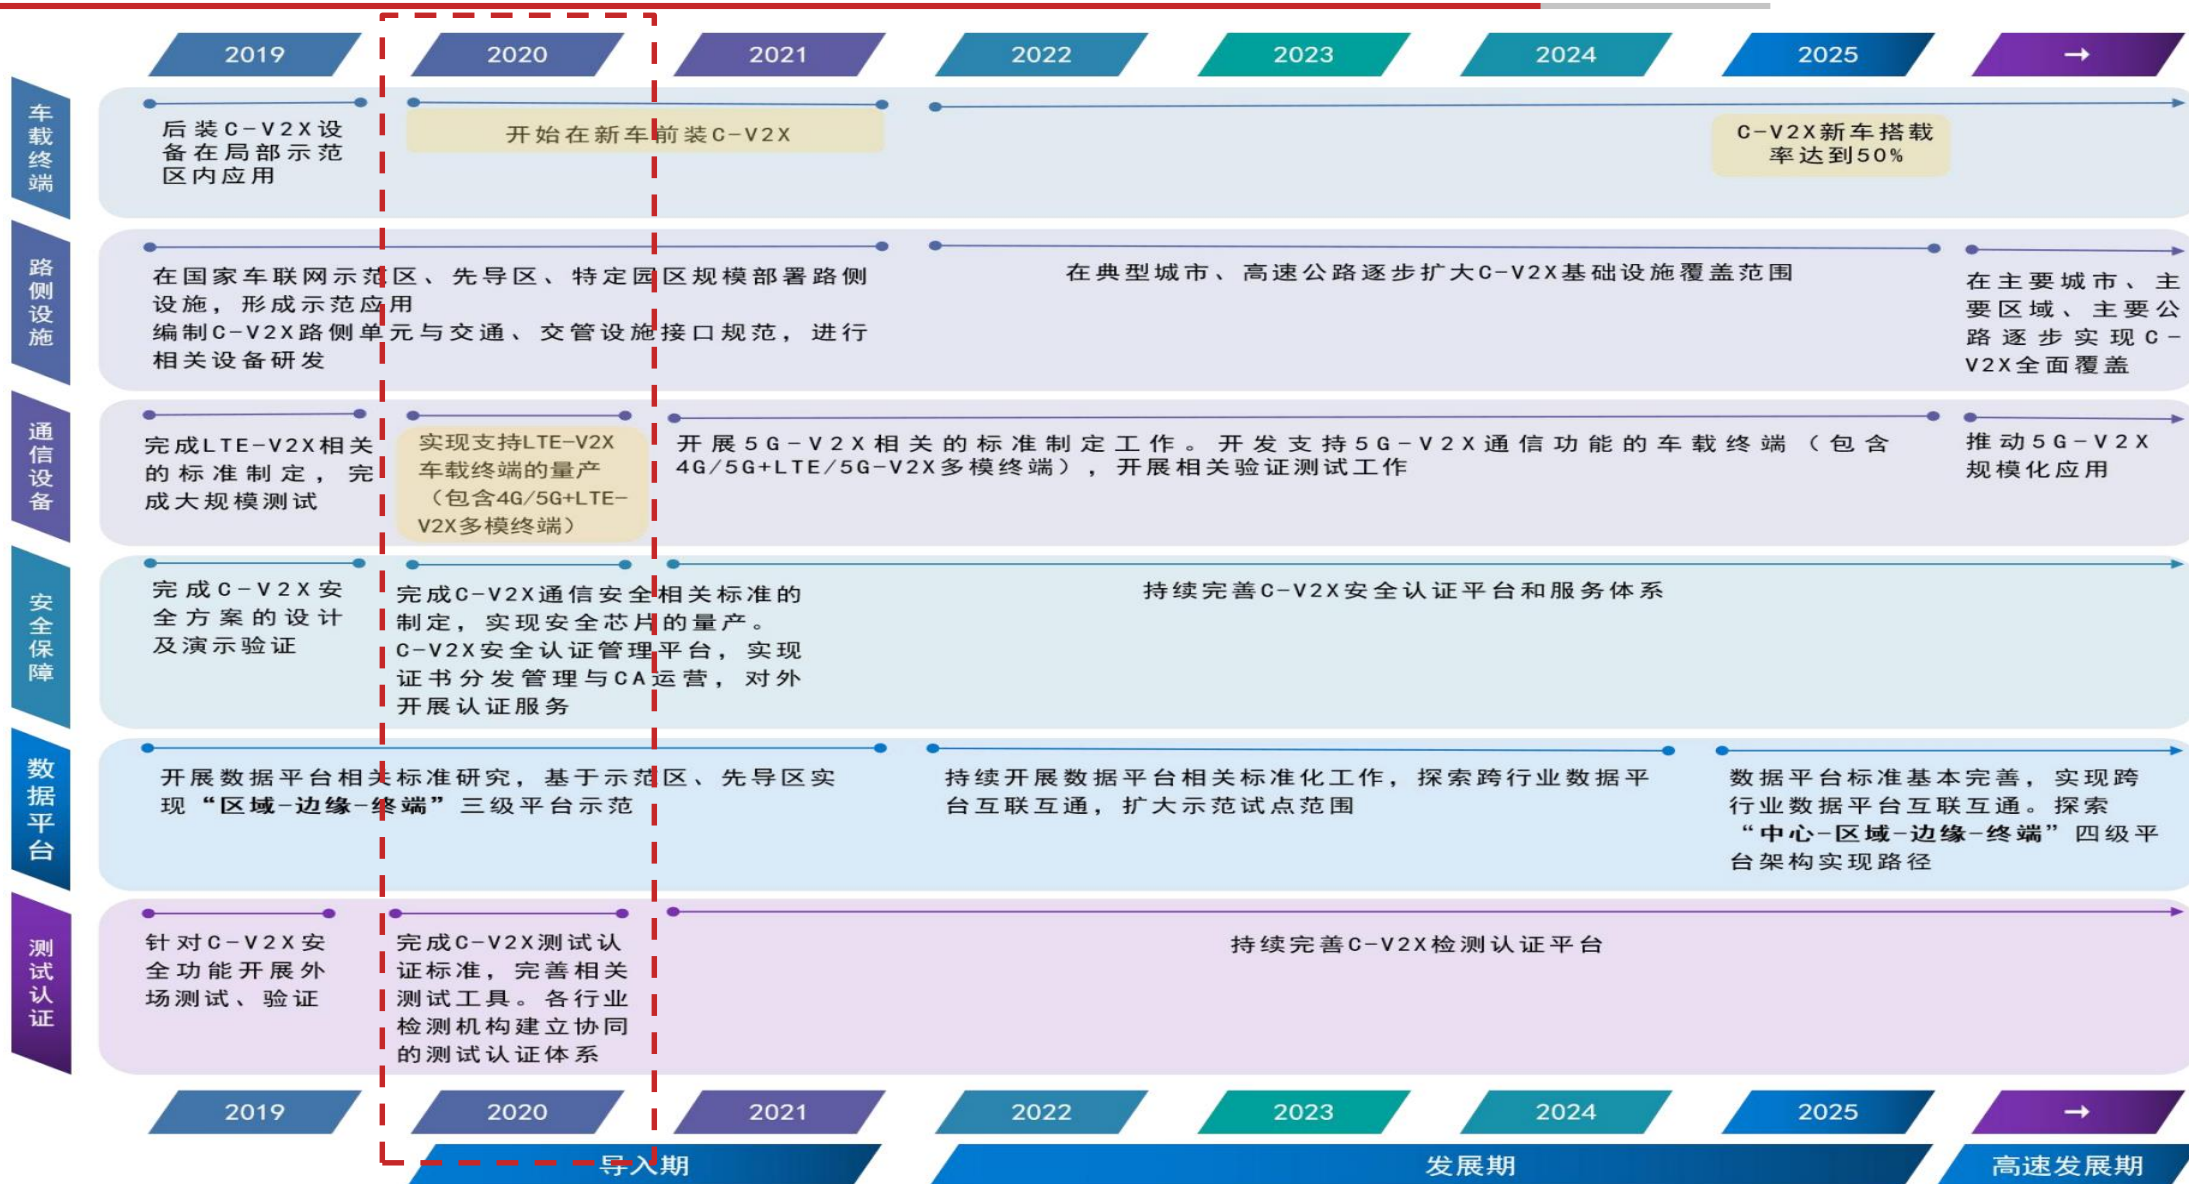 2019
2020
2021
2022
2023
2024
2025
→
车载终端
后装C-V2X设
备在局部示范
区内应用
开始在新车前装C-V2X
C-V2X新车搭载
率达到50%
路侧设施
在国家车联网示范区、先导区、特定园区规模部署路侧
设施，形成示范应用
编制C-V2X路侧单元与交通、交管设施接口规范，进行
相关设备研发
在典型城市、高速公路逐步扩大C-V2X基础设施覆盖范围
在主要城市、主
要区域、主要公
路逐步实现C-
V2X全面覆盖
通信设备
完成LTE-V2X相关
的标准制定，完
成大规模测试
实现支持LTE-V2X
车载终端的量产
（包含4G/5G+LTE-
V2X多模终端）
开展5G-V2X相关的标准制定工作。开发支持5G-V2X通信功能的车载终端（包含
4G/5G+LTE/5G-V2X多模终端），开展相关验证测试工作
推动5G-V2X
规模化应用
安全保障
完成C-V2X安
全方案的设计
及演示验证
完成C-V2X通信安全相关标准的
制定，实现安全芯片的量产。
C-V2X安全认证管理平台，实现
证书分发管理与CA运营，对外
开展认证服务
持续完善C-V2X安全认证平台和服务体系
数据平台
开展数据平台相关标准研究，基于示范区、先导区实
现“区域-边缘-终端”三级平台示范
持续开展数据平台相关标准化工作，探索跨行业数据平
台互联互通，扩大示范试点范围
数据平台标准基本完善，实现跨
行业数据平台互联互通。探索
“中心-区域-边缘-终端”四级平
台架构实现路径
测试认证
针对C-V2X安
全功能开展外
场测试、验证
完成C-V2X测试认
证标准，完善相关
测试工具。各行业
检测机构建立协同
的测试认证体系
持续完善C-V2X检测认证平台
2019
2020
2021
2022
2023
2024
2025
→
导入期
发展期
高速发展期